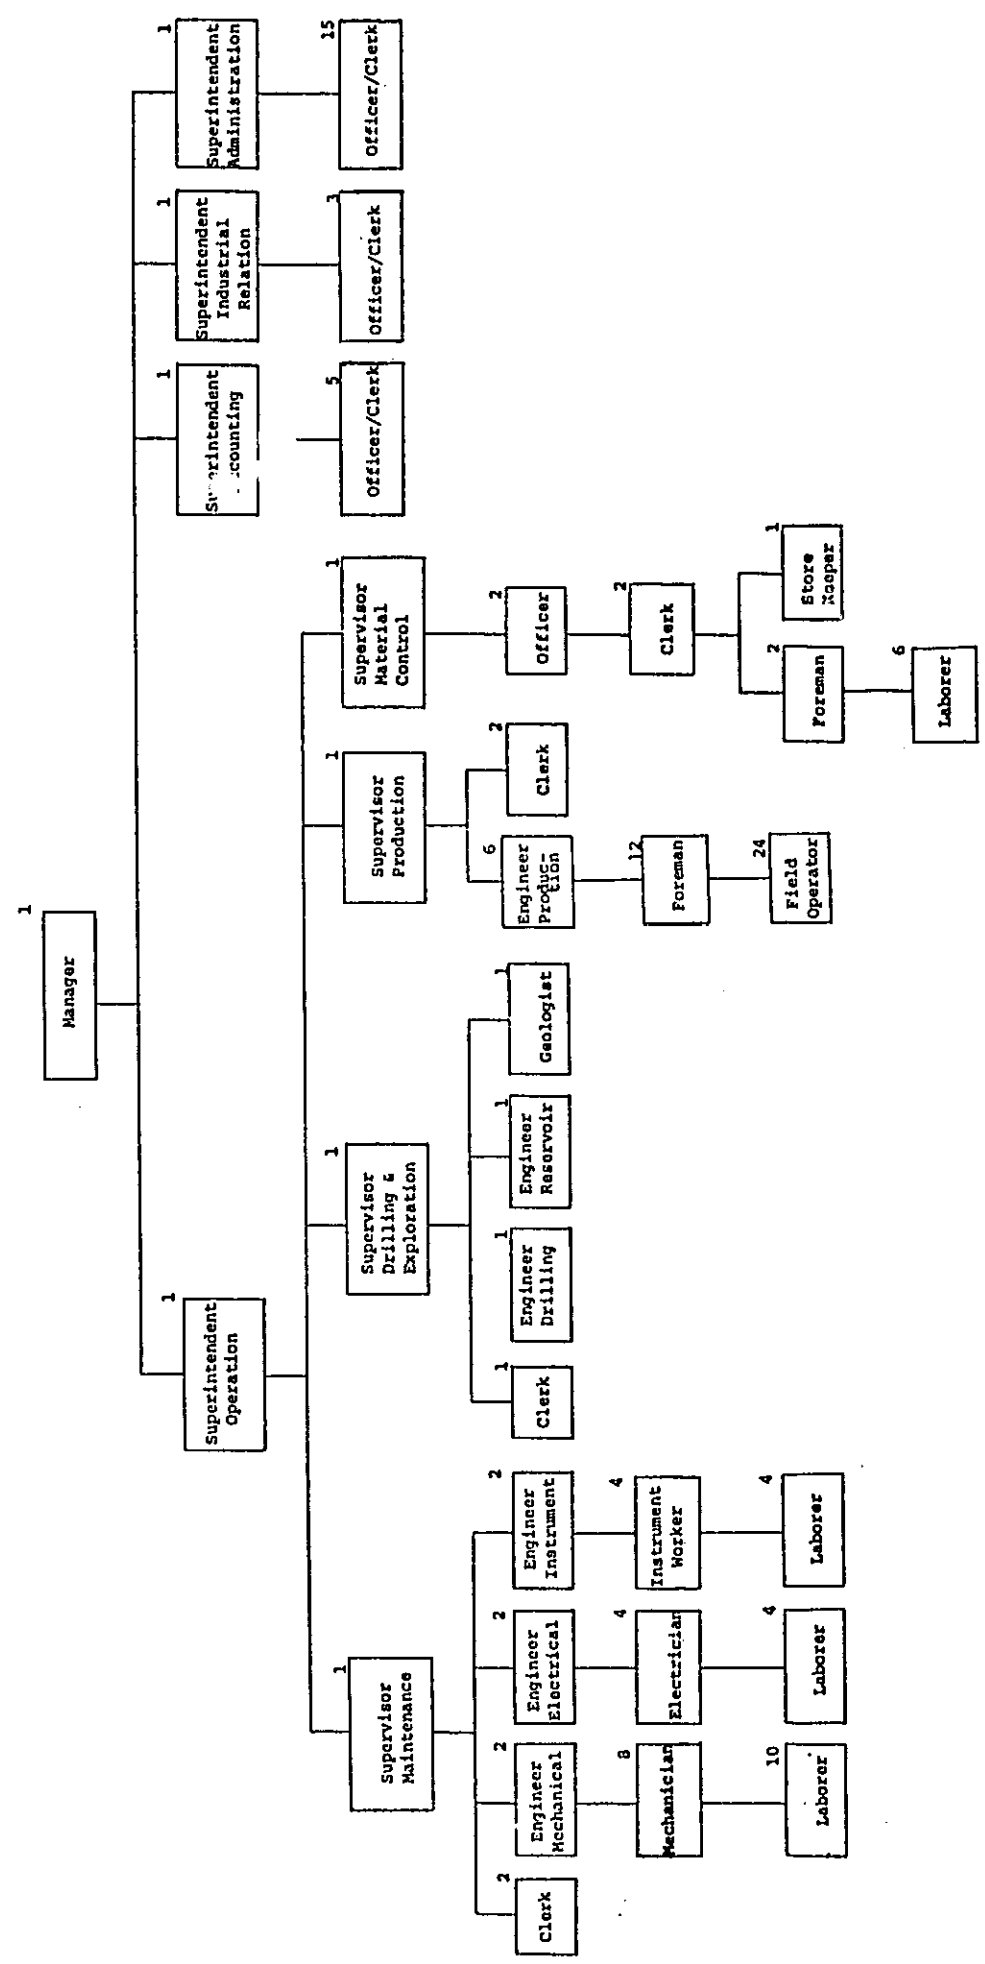 1
Manager
1
Superintendent
Operation
1
Superintendent
counting
1
Superintendent
Industrial
Relation
1
Superintendent
Administration
1
Supervisor
Maintenance
1
Supervisor
Drilling &
Exploration
1
Supervisor
Production
1
Supervisor
Material
Control
5
Officer/Clerk
3
Officer/Clerk
15
Officer/Clerk
2
Clerk
2
Engineer
Mechanical
2
Engineer
Electrical
2
Engineer
Instrument
1
Clerk
1
Engineer
Drilling
1
Engineer
Reservoir
1
Geologist
6
Engineer
Produc-
tion
2
Clerk
2
Officer
8
Mechanician
4
Electrician
4
Instrument
Worker
12
Foreman
2
Clerk
10
Laborer
4
Laborer
4
Laborer
24
Field
Operator
2
Foreman
1
Store
Keeper
6
Laborer